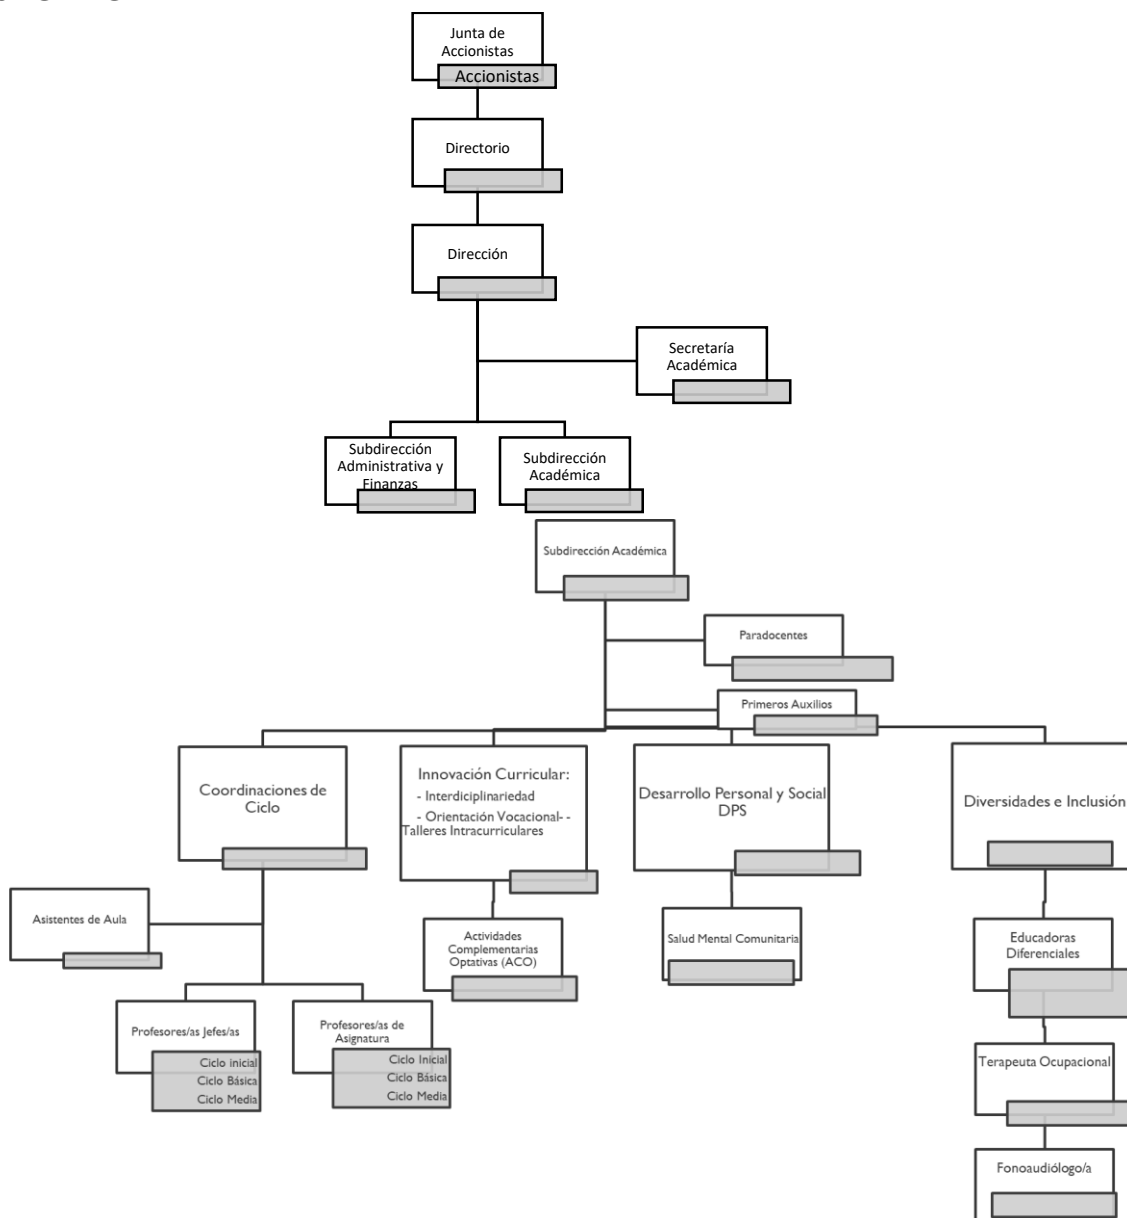 Junta de
Accionistas
Accionistas
Directorio
Dirección
Secretaría
Académica
Subdirección
Administrativa y
Finanzas
Subdirección
Académica
Subdirección Académica
Paradocentes
Primeros Auxilios
Coordinaciones de
Ciclo
Innovación Curricular:
- Interdiciplinariedad
- Orientación Vocacional- -
Talleres Intracurriculares
Desarrollo Personal y Social
DPS
Diversidades e Inclusión
Asistentes de Aula
Actividades
Complementarias
Optativas (ACO)
Salud Mental Comunitaria
Educadoras
Diferenciales
Profesores/as Jefes/as
Ciclo inicial
Ciclo Básica
Ciclo Media
Profesores/as de
Asignatura
Ciclo Inicial
Ciclo Básica
Ciclo Media
Terapeuta Ocupacional
Fonoaudiólogo/a